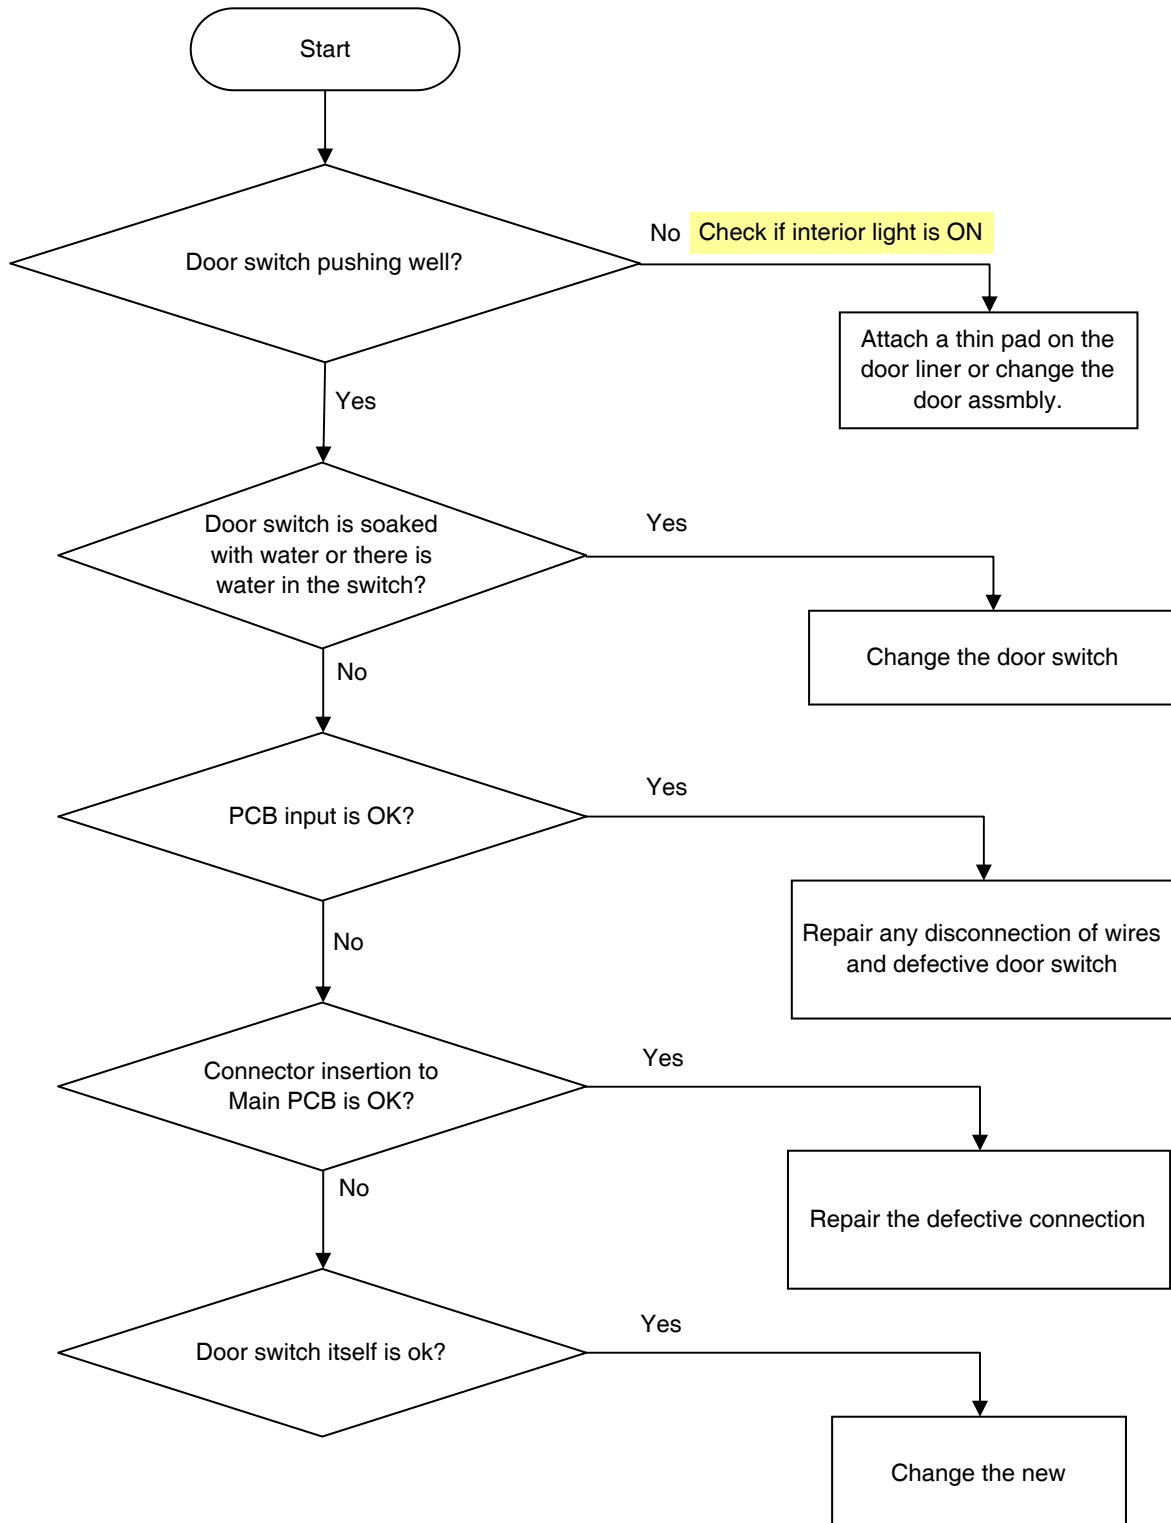 Start
Door switch pushing well?
No Check if interior light is ON
Attach a thin pad on the
door liner or change the
door assmbly.
Yes
Door switch is soaked
with water or there is
water in the switch?
Yes
Change the door switch
No
PCB input is OK?
Yes
Repair any disconnection of wires
and defective door switch
No
Connector insertion to
Main PCB is OK?
Yes
Repair the defective connection
No
Door switch itself is ok?
Yes
Change the new